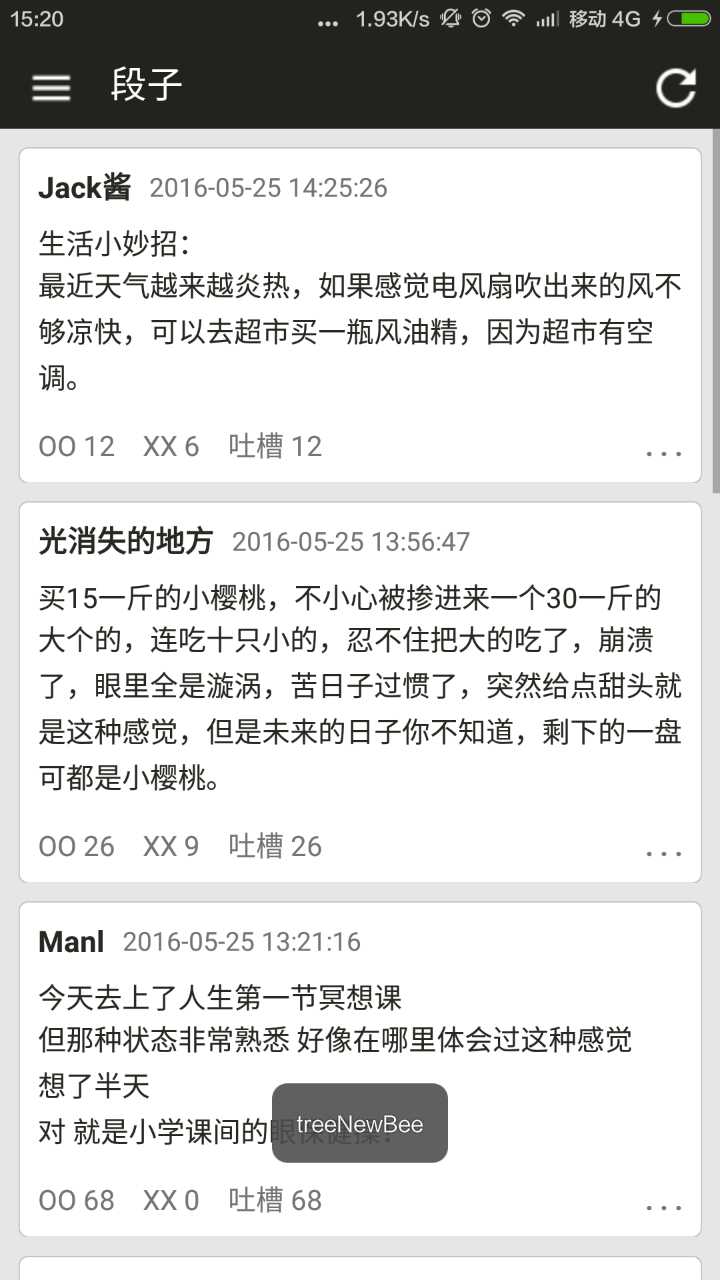 15:20 ... 1.93K/s 移动 4G
段子
Jack酱 2016-05-25 14:25:26
生活小妙招：
最近天气越来越炎热，如果感觉电风扇吹出来的风不
够凉快，可以去超市买一瓶风油精，因为超市有空
调。
OO 12 XX 6 吐槽 12 ...
光消失的地方 2016-05-25 13:56:47
买15一斤的小樱桃，不小心被掺进来一个30一斤的
大个的，连吃十只小的，忍不住把大的吃了，崩溃
了，眼里全是漩涡，苦日子过惯了，突然给点甜头就
是这种感觉，但是未来的日子你不知道，剩下的一盘
可都是小樱桃。
OO 26 XX 9 吐槽 26 ...
Manl 2016-05-25 13:21:16
今天去上了人生第一节冥想课
但那种状态非常熟悉 好像在哪里体会过这种感觉
想了半天
对 就是小学课间的眼保健操！
treeNewBee
OO 68 XX 0 吐槽 68 ...